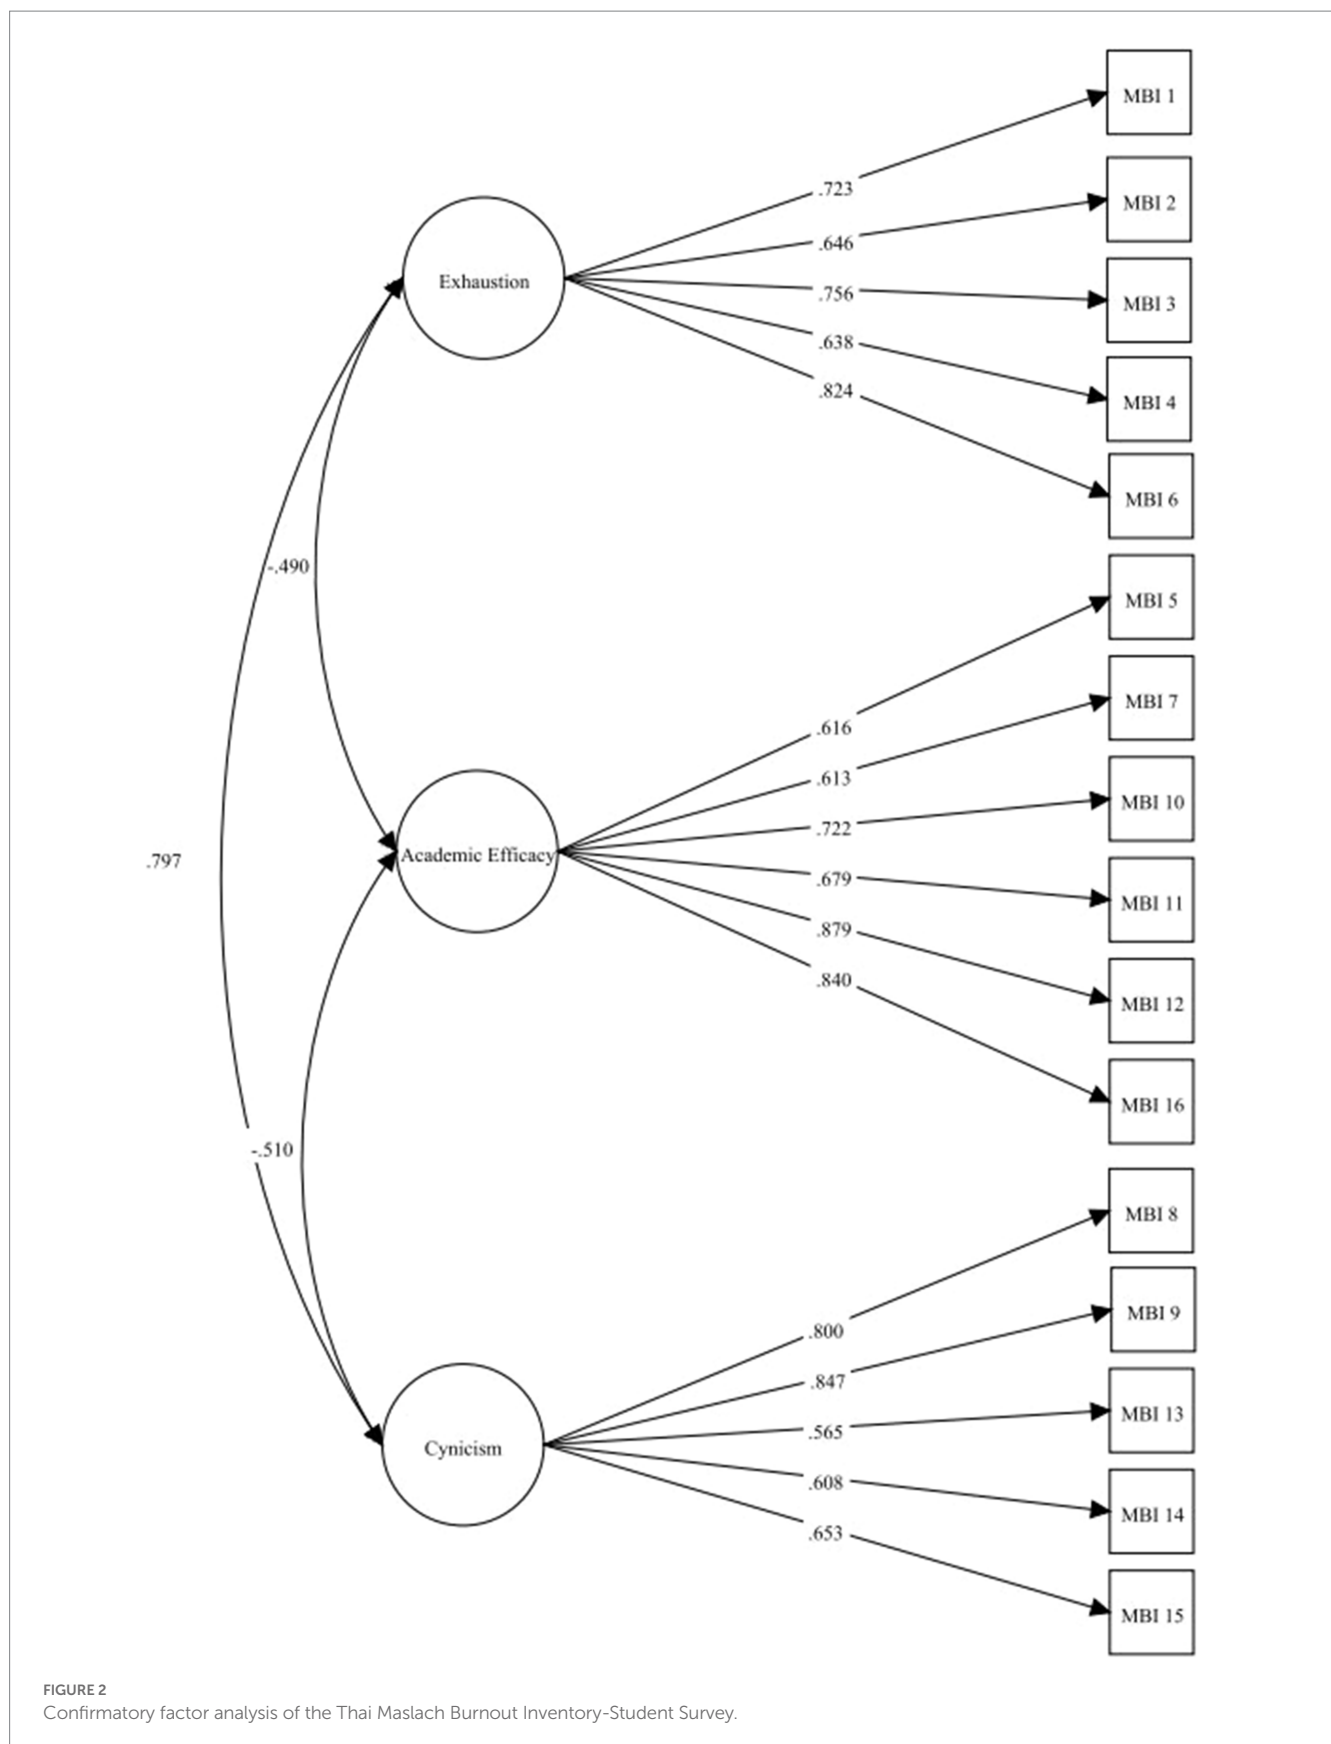 MBI 1
.723
MBI 2
.646
Exhaustion
.756
MBI 3
.638
MBI 4
.824
MBI 6
-.490
MBI 5
.616
MBI 7
.613
MBI 10
.722
.797
Academic Efficacy
.679
MBI 11
.879
MBI 12
.840
MBI 16
-.510
MBI 8
.800
MBI 9
.847
MBI 13
.565
Cynicism
.608
MBI 14
.653
MBI 15
FIGURE 2
Confirmatory factor analysis of the Thai Maslach Burnout Inventory-Student Survey.